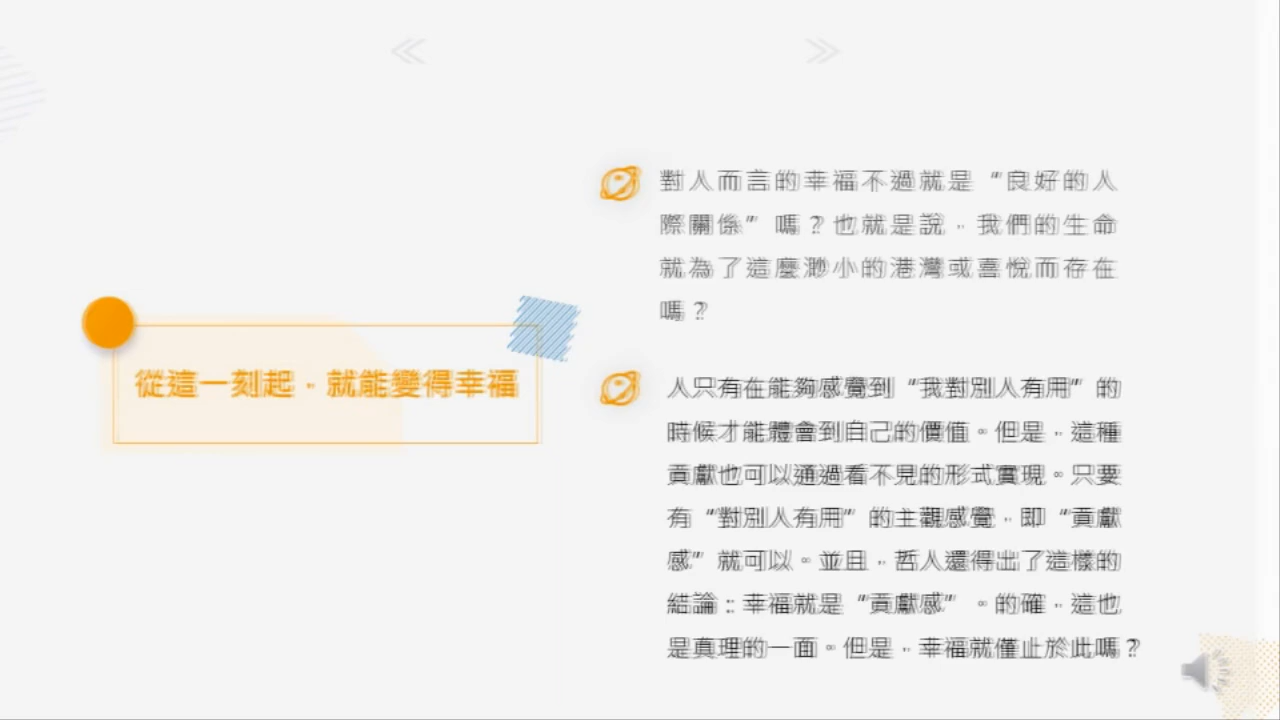 從這一刻起，就能變得幸福
對人而言的幸福不過就是“良好的人
際關係”嗎？也就是說，我們的生命
就為了這麼渺小的港灣或喜悅而存在
嗎？
人只有在能夠感覺到“我對別人有用”的
時候才能體會到自己的價值。但是，這種
貢獻也可以通過看不見的形式實現。只要
有“對別人有用”的主觀感覺，即“貢獻
感”就可以。並且，哲人還得出了這樣的
結論：幸福就是“貢獻感”。的確，這也
是真理的一面。但是，幸福就僅止於此嗎？